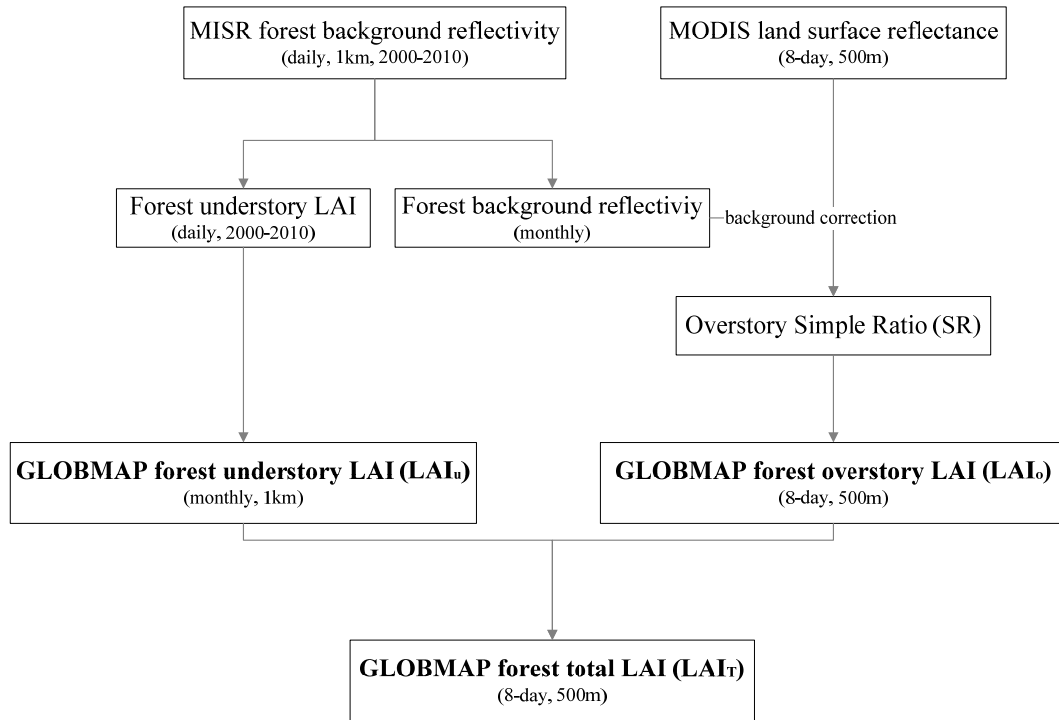 MISR forest background reflectivity
(daily, 1km, 2000-2010)
MODIS land surface reflectance
(8-day, 500m)
Forest understory LAI
(daily, 2000-2010)
Forest background reflectiviy
(monthly)
background correction
Overstory Simple Ratio (SR)
GLOBMAP forest understory LAI (LAIu)
(monthly, 1km)
GLOBMAP forest overstory LAI (LAIo)
(8-day, 500m)
GLOBMAP forest total LAI (LAIT)
(8-day, 500m)